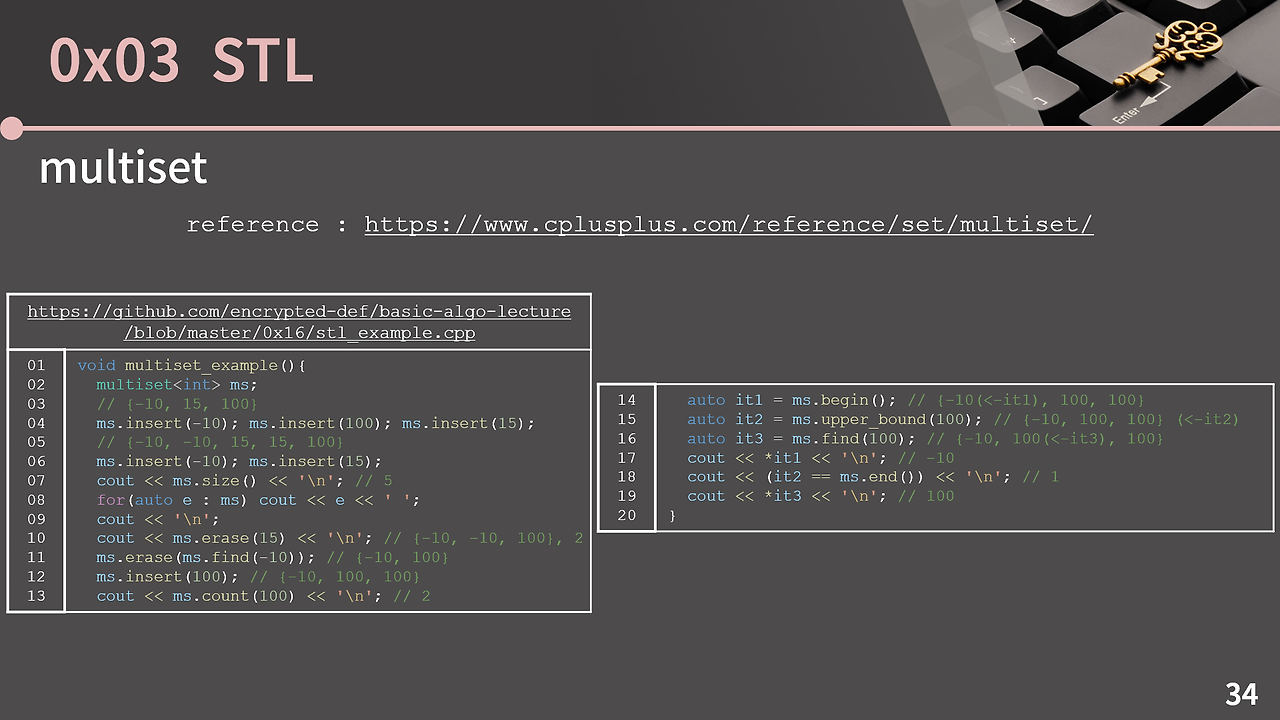 0x03 STL
Enter
multiset
reference : https://www.cplusplus.com/reference/set/multiset/
https://github.com/encrypted-def/basic-algo-lecture
/blob/master/0x16/stl_example.cpp
01 void multiset_example(){
02 multiset<int> ms;
03 // {-10, 15, 100}
04 ms.insert(-10); ms.insert(100); ms.insert(15);
05 // {-10, -10, 15, 15, 100}
06 ms.insert(-10); ms.insert(15);
07 cout << ms.size() << '\n'; // 5
08 for(auto e : ms) cout << e << ' ';
09 cout << '\n';
10 cout << ms.erase(15) << '\n'; // {-10, -10, 100}, 2
11 ms.erase(ms.find(-10)); // {-10, 100}
12 ms.insert(100); // {-10, 100, 100}
13 cout << ms.count(100) << '\n'; // 2
14 auto it1 = ms.begin(); // {-10(<-it1), 100, 100}
15 auto it2 = ms.upper_bound(100); // {-10, 100, 100} (<-it2)
16 auto it3 = ms.find(100); // {-10, 100(<-it3), 100}
17 cout << *it1 << '\n'; // -10
18 cout << (it2 == ms.end()) << '\n'; // 1
19 cout << *it3 << '\n'; // 100
20 }
34